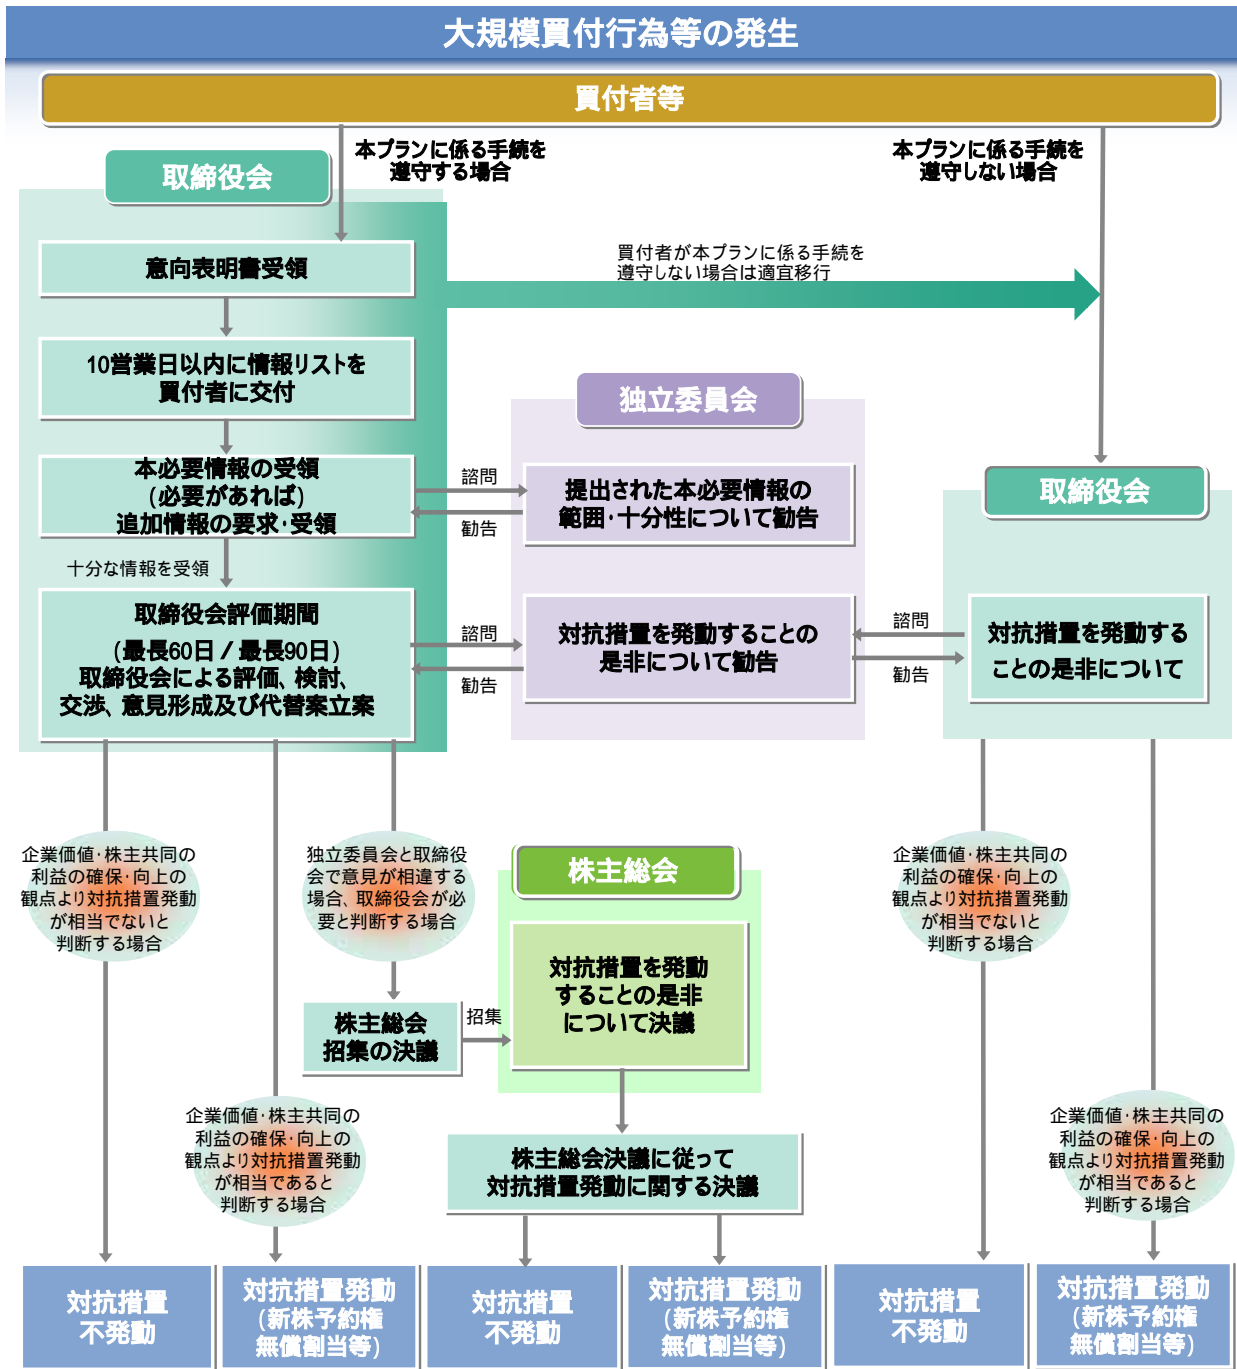 大規模買付行為等の発生
買付者等
本プランに係る手続を
遵守する場合
本プランに係る手続を
遵守しない場合
取締役会
意向表明書受領
買付者が本プランに係る手続を
遵守しない場合は適宜移行
10営業日以内に情報リストを
買付者に交付
独立委員会
本必要情報の受領
(必要があれば)
追加情報の要求·受領
諮問
勧告
提出された本必要情報の
範囲·十分性について勧告
取締役会
十分な情報を受領
取締役会評価期間
(最長60日 / 最長90日)
取締役会による評価、検討、
交渉、意見形成及び代替案立案
諮問
勧告
対抗措置を発動することの
是非について勧告
諮問
勧告
対抗措置を発動する
ことの是非について
企業価値·株主共同の
利益の確保·向上の
観点より対抗措置発動
が相当でないと
判断する場合
独立委員会と取締役
会で意見が相違する
場合、取締役会が必
要と判断する場合
株主総会
対抗措置を発動
することの是非
について決議
企業価値·株主共同の
利益の確保·向上の
観点より対抗措置発動
が相当でないと
判断する場合
株主総会
招集の決議
招集
企業価値·株主共同の
利益の確保·向上の
観点より対抗措置発動
が相当であると
判断する場合
株主総会決議に従って
対抗措置発動に関する決議
企業価値·株主共同の
利益の確保·向上の
観点より対抗措置発動
が相当であると
判断する場合
対抗措置
不発動
対抗措置発動
(新株予約権
無償割当等)
対抗措置
不発動
対抗措置発動
(新株予約権
無償割当等)
対抗措置
不発動
対抗措置発動
(新株予約権
無償割当等)